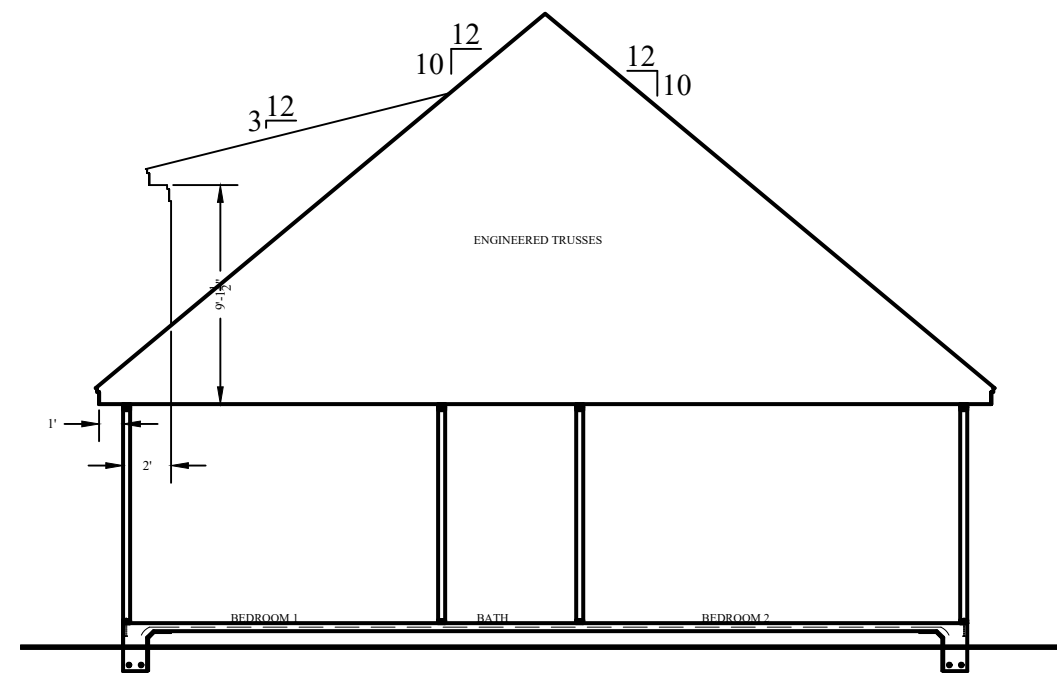 12
10
12
10
12
3
ENGINEERED TRUSSES
9'-1½"
1'
2'
BEDROOM 1
BATH
BEDROOM 2